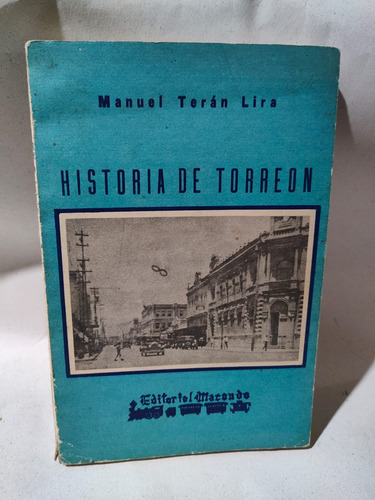 Manuel Terán Lira
HISTORIA DE TORREON
Editorial Macondo